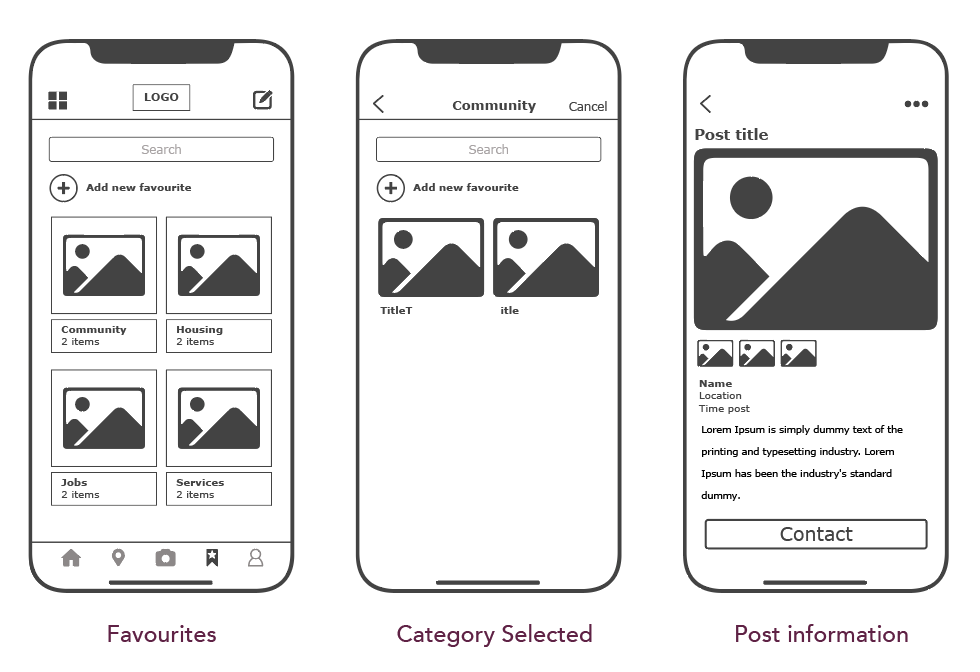 LOGO
Search
Add new favourite
Community
2 items
Housing
2 items
Jobs
2 items
Services
2 items
Favourites
Community
Cancel
Search
Add new favourite
TitleT
itle
Category Selected
Post title
Name
Location
Time post
Lorem Ipsum is simply dummy text of the
printing and typesetting industry. Lorem
Ipsum has been the industry's standard
dummy.
Contact
Post information